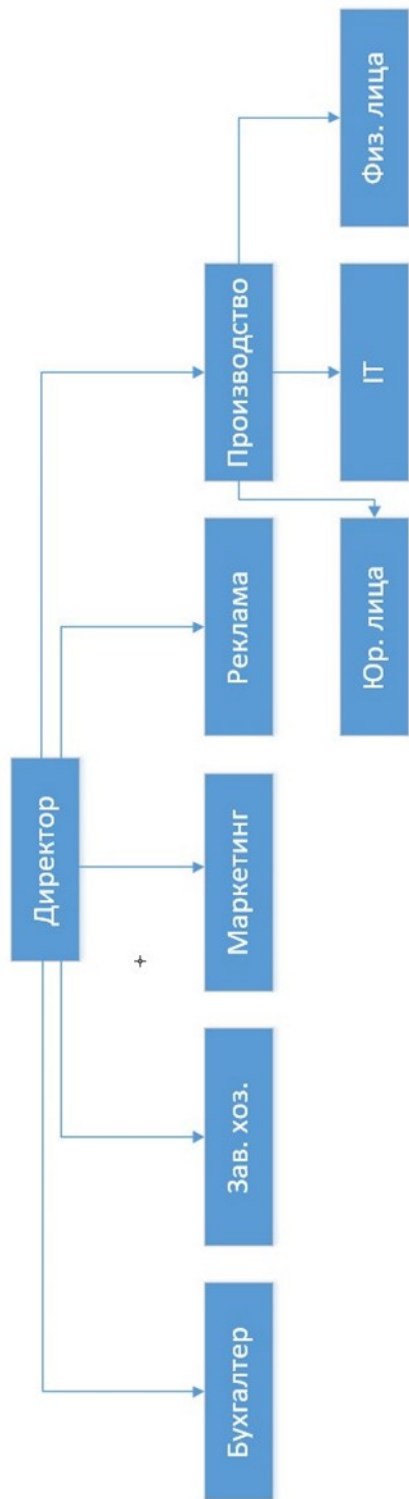 Директор
Бухгалтер
Зав. хоз.
Маркетинг
Реклама
Производство
Юр. лица
IT
Физ. лица